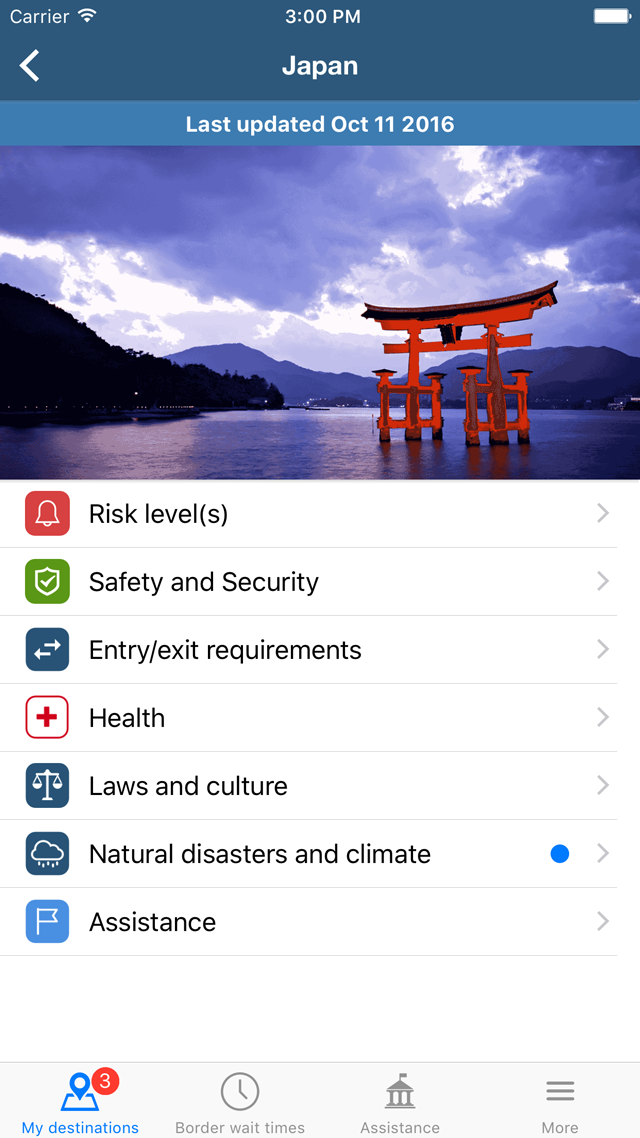 Carrier 3:00 PM
Japan
Last updated Oct 11 2016
Risk level(s)
Safety and Security
Entry/exit requirements
Health
Laws and culture
Natural disasters and climate
Assistance
3
My destinations Border wait times Assistance More